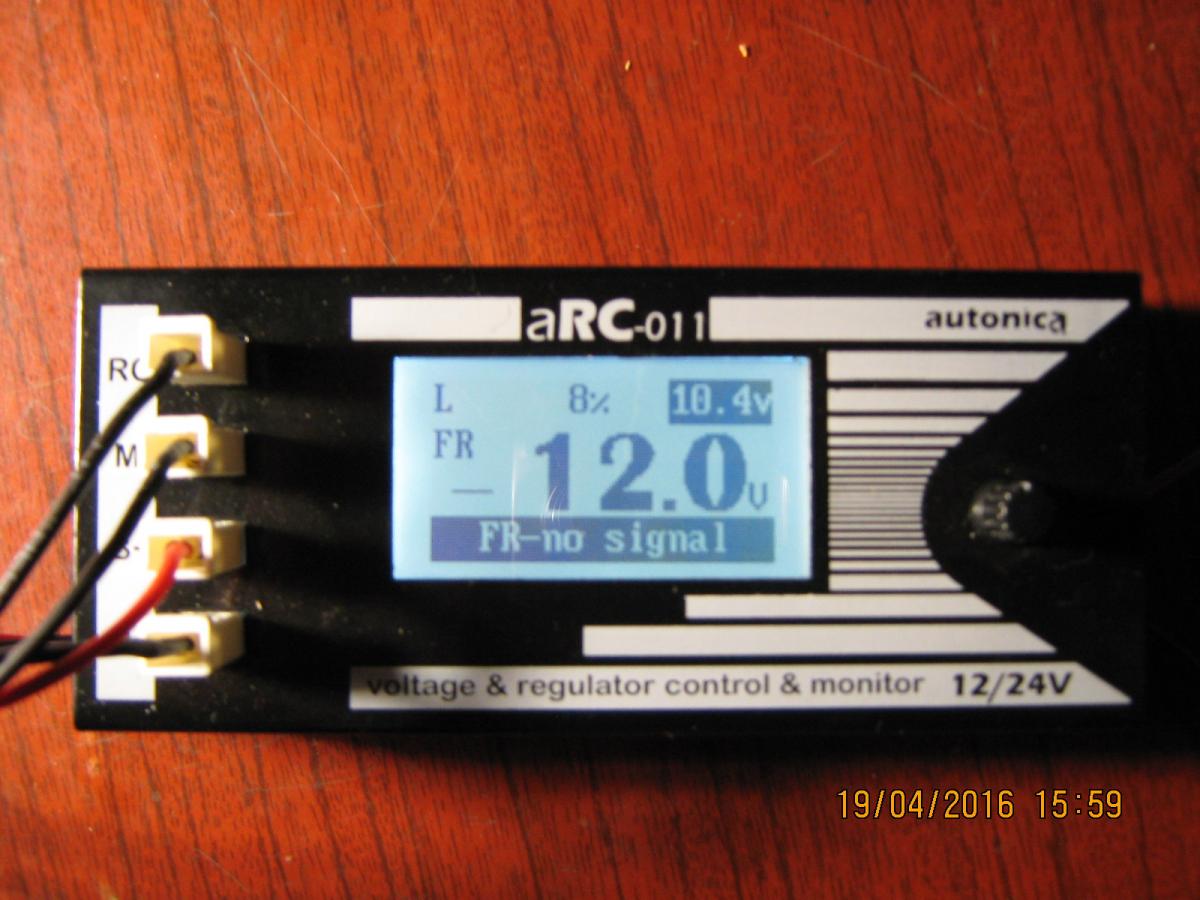 aRC-011
autonica
L 8% 10.4v
FR
12.0V
FR-no signal
M
voltage & regulator control & monitor 12/24V
19/04/2016 15:59